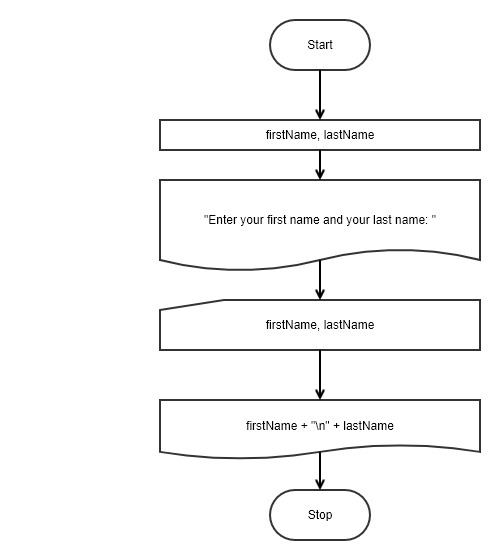 Start
firstName, lastName
"Enter your first name and your last name: "
firstName, lastName
firstName + "\n" + lastName
Stop